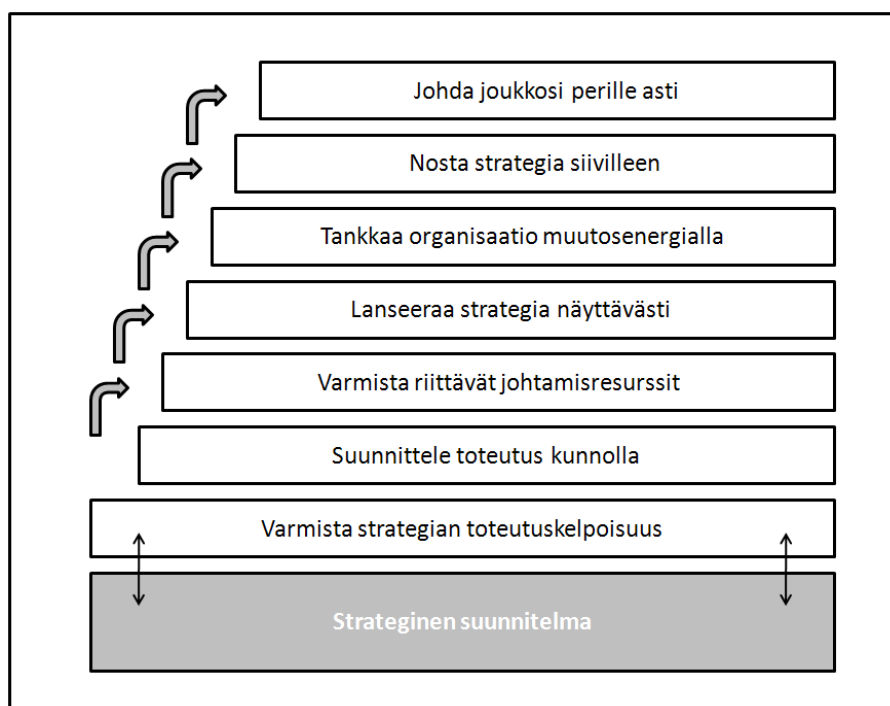 Johda joukkosi perille asti
Nosta strategia siivilleen
Tankkaa organisaatio muutosenergialla
Lanseeraa strategia näyttävästi
Varmista riittävät johtamisresurssit
Suunnittele toteutus kunnolla
Varmista strategian toteutuskelpoisuus
Strateginen suunnitelma